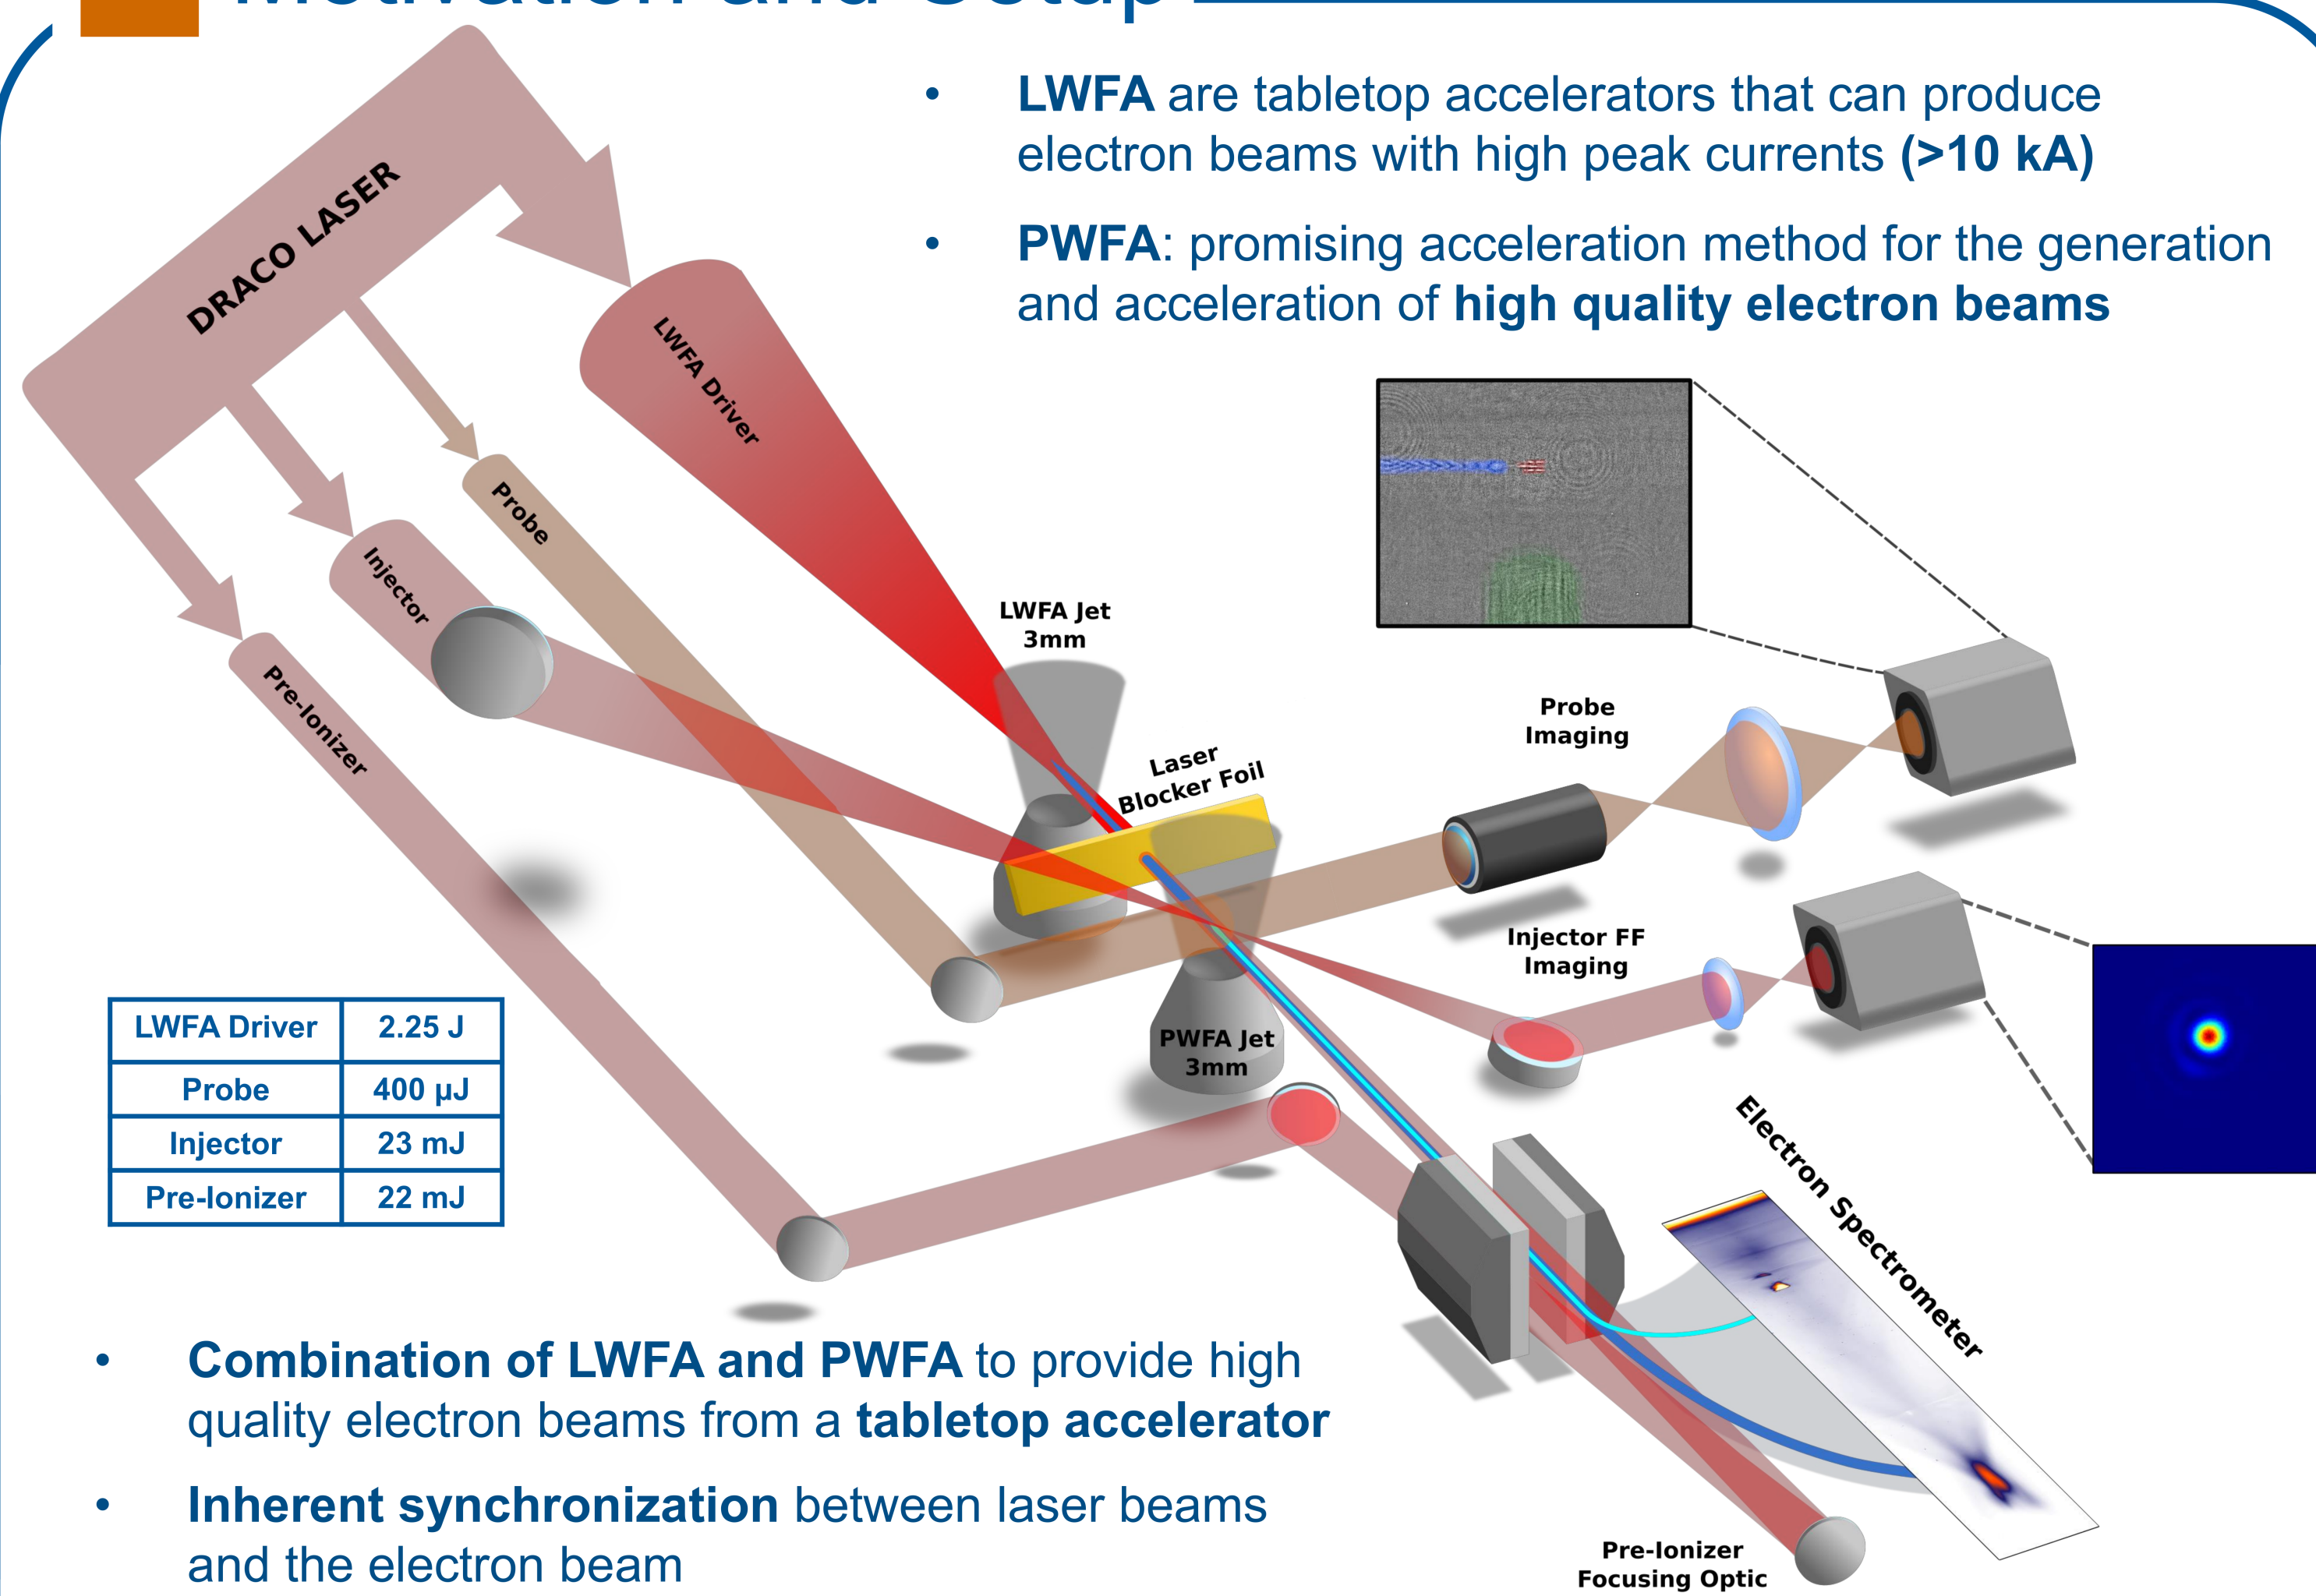 Motivation and Setup
• LWFA are tabletop accelerators that can produce
electron beams with high peak currents (>10 kA)
• PWFA: promising acceleration method for the generation
and acceleration of high quality electron beams
DRACO LASER
LWFA Driver
Probe
Injector
Pre-Ionizer
LWFA Jet
3mm
Laser
Blocker Foil
Probe
Imaging
Injector FF
Imaging
PWFA Jet
3mm
Electron Spectrometer
LWFA Driver 2.25 J
Probe 400 µJ
Injector 23 mJ
Pre-Ionizer 22 mJ
• Combination of LWFA and PWFA to provide high
quality electron beams from a tabletop accelerator
• Inherent synchronization between laser beams
and the electron beam
Pre-Ionizer
Focusing Optic